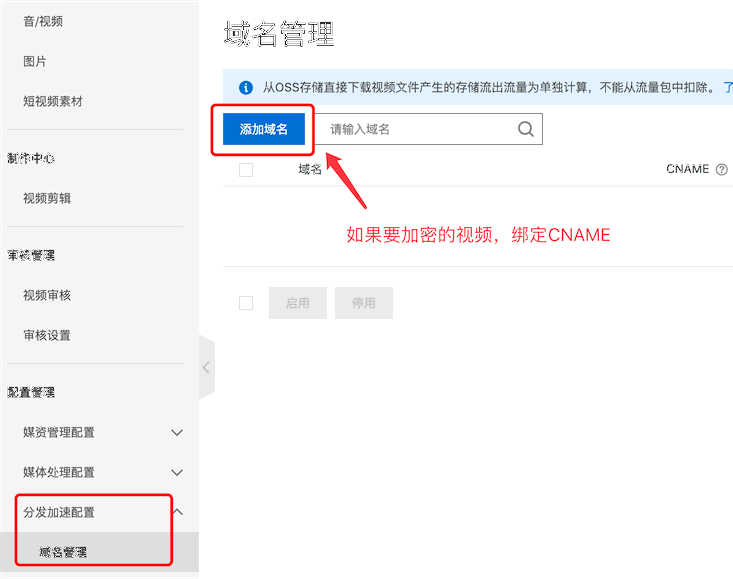 音/视频
图片
短视频素材
制作中心
视频剪辑
审核管理
视频审核
审核设置
配置管理
媒资管理配置
媒体处理配置
分发加速配置
域名管理
域名管理
从OSS存储直接下载视频文件产生的存储流出流量为单独计算，不能从流量包中扣除。 了
添加域名 请输入域名
域名 CNAME
如果要加密的视频，绑定CNAME
启用 停用